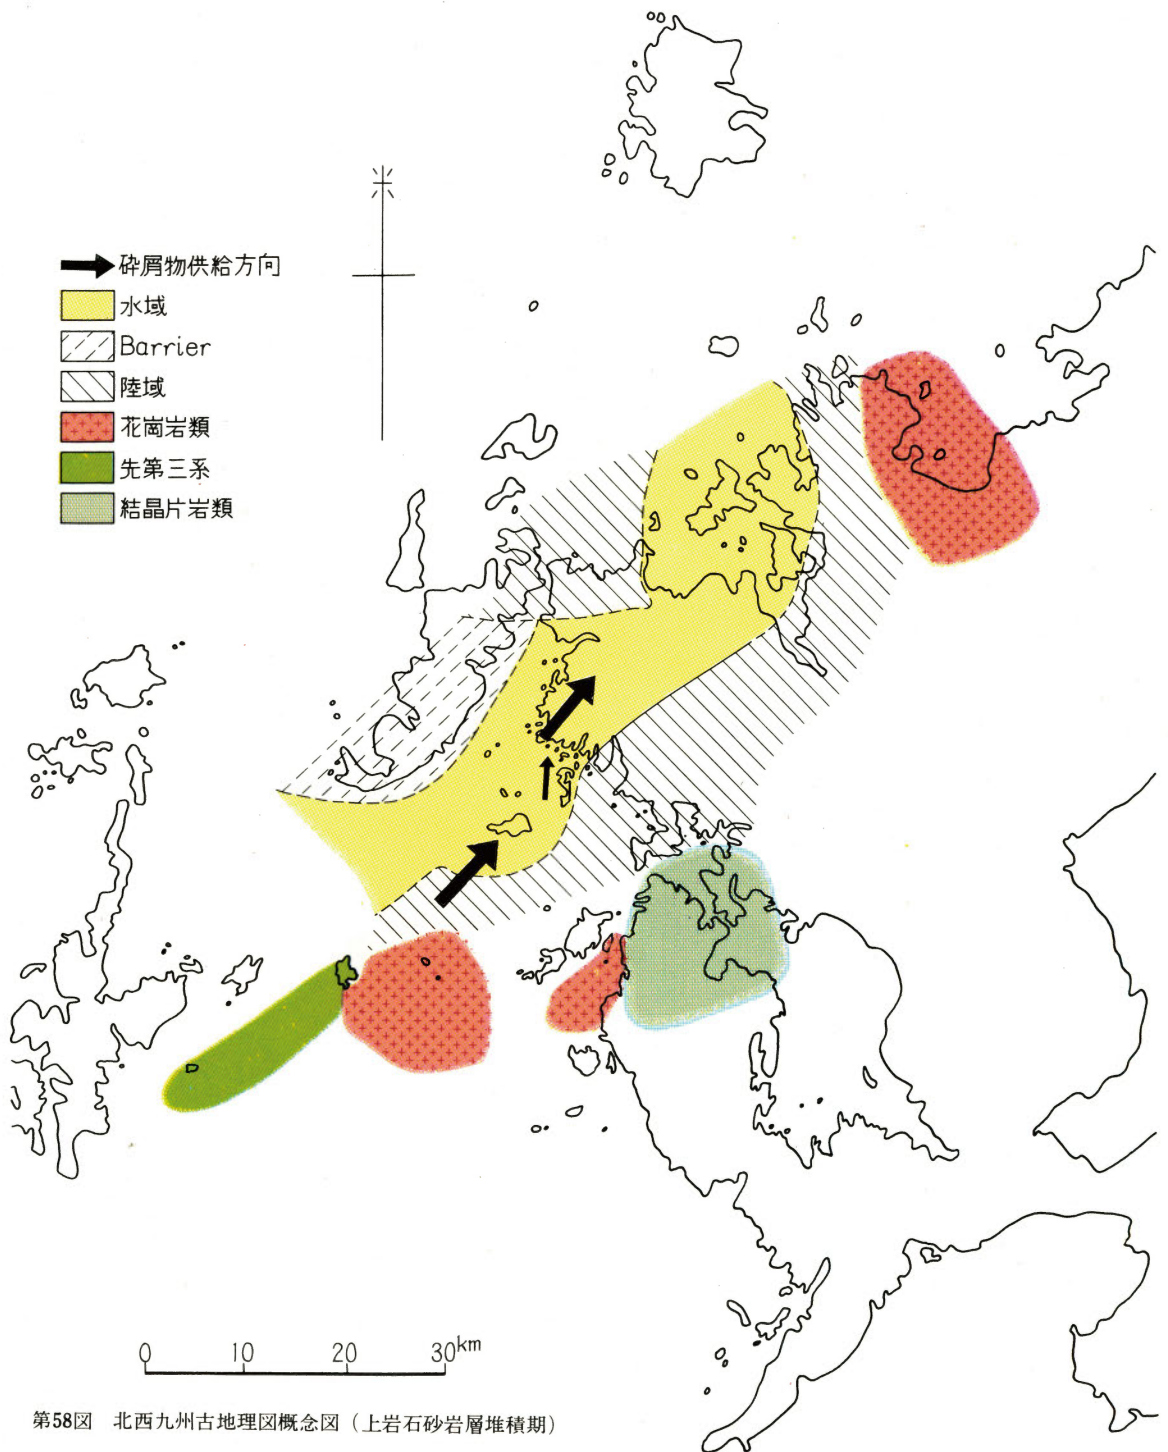 砕屑物供給方向
水域
Barrier
陸域
花崗岩類
先第三系
結晶片岩類
0 10 20 30km
第58図 北西九州古地理図概念図(上岩石砂岩層堆積期)